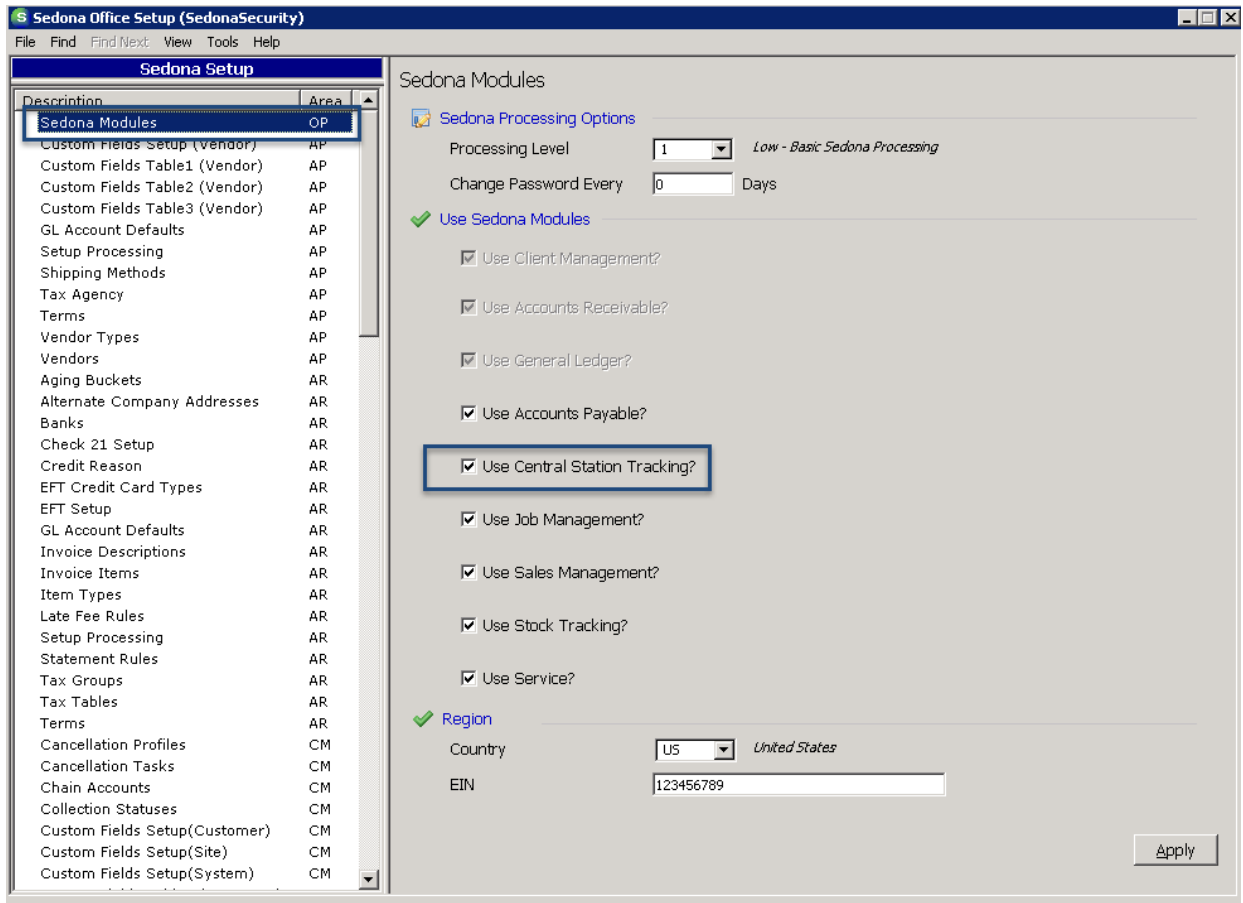 S Sedona Office Setup (SedonaSecurity)
File Find Find Next View Tools Help
Sedona Setup
Description Area
Sedona Modules OP
Custom Fields Setup (Vendor) AP
Custom Fields Table1 (Vendor) AP
Custom Fields Table2 (Vendor) AP
Custom Fields Table3 (Vendor) AP
GL Account Defaults AP
Setup Processing AP
Shipping Methods AP
Tax Agency AP
Terms AP
Vendor Types AP
Vendors AP
Aging Buckets AR
Alternate Company Addresses AR
Banks AR
Check 21 Setup AR
Credit Reason AR
EFT Credit Card Types AR
EFT Setup AR
GL Account Defaults AR
Invoice Descriptions AR
Invoice Items AR
Item Types AR
Late Fee Rules AR
Setup Processing AR
Statement Rules AR
Tax Groups AR
Tax Tables AR
Terms AR
Cancellation Profiles CM
Cancellation Tasks CM
Chain Accounts CM
Collection Statuses CM
Custom Fields Setup(Customer) CM
Custom Fields Setup(Site) CM
Custom Fields Setup(System) CM
Sedona Modules
Sedona Processing Options
Processing Level 1 Low - Basic Sedona Processing
Change Password Every 0 Days
Use Sedona Modules
Use Client Management?
Use Accounts Receivable?
Use General Ledger?
Use Accounts Payable?
Use Central Station Tracking?
Use Job Management?
Use Sales Management?
Use Stock Tracking?
Use Service?
Region
Country US United States
EIN 123456789
Apply